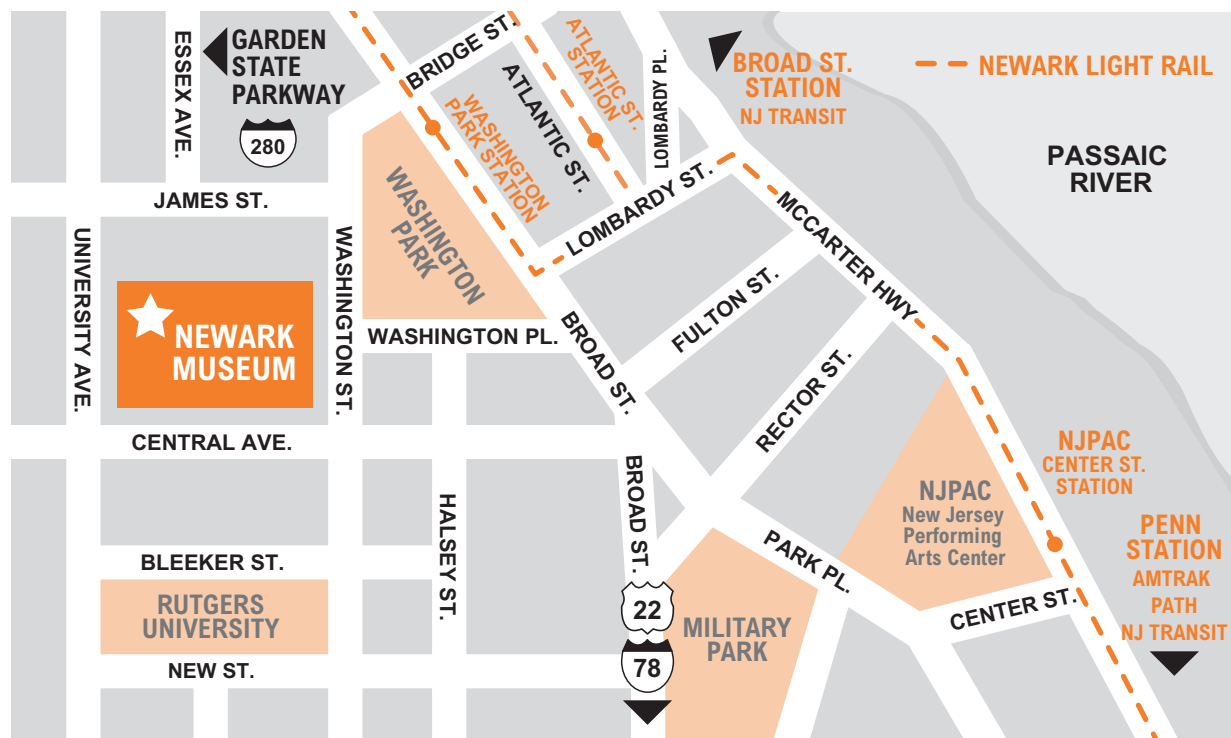 ESSEX AVE.
GARDEN
STATE
PARKWAY
280
BRIDGE ST.
ATLANTIC ST.
STATION
ATLANTIC ST.
WASHINGTON
PARK STATION
LOMBARDY PL.
BROAD ST.
STATION
NJ TRANSIT
NEWARK LIGHT RAIL
PASSAIC
RIVER
JAMES ST.
UNIVERSITY AVE.
WASHINGTON ST.
WASHINGTON
PARK
LOMBARDY ST.
MCCARTER HWY
NEWARK
MUSEUM
WASHINGTON PL.
BROAD ST.
FULTON ST.
RECTOR ST.
CENTRAL AVE.
HALSEY ST.
BROAD ST.
NJPAC
New Jersey
Performing
Arts Center
NJPAC
CENTER ST.
STATION
PENN
STATION
AMTRAK
PATH
NJ TRANSIT
BLEEKER ST.
RUTGERS
UNIVERSITY
NEW ST.
22
78
MILITARY
PARK
PARK PL.
CENTER ST.